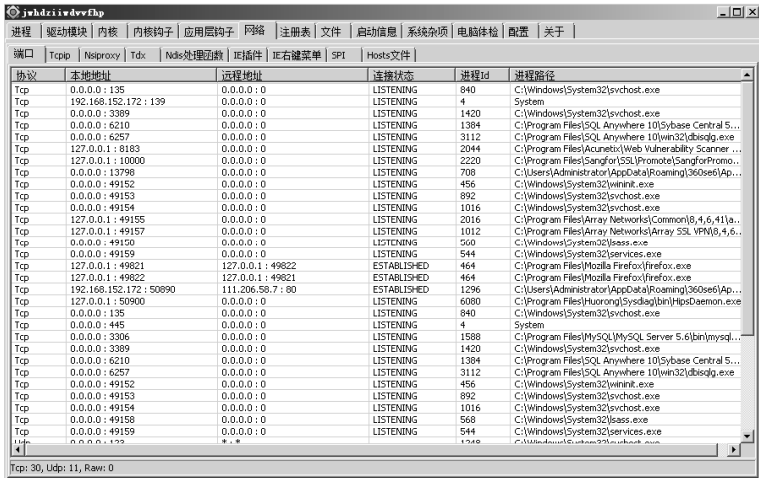 jwhdziiwdvvfhp
进程 驱动模块 内核 内核钩子 应用层钩子 网络 注册表 文件 启动信息 系统杂项 电脑体检 配置 关于
端口 Tcpip Nsiproxy Tdx Ndis处理函数 IE插件 IE右键菜单 SPI Hosts文件
协议 本地地址 远程地址 连接状态 进程Id 进程路径
Tcp 0.0.0.0 : 135 0.0.0.0 : 0 LISTENING 840 C:\Windows\System32\svchost.exe
Tcp 192.168.152.172 : 139 0.0.0.0 : 0 LISTENING 4 System
Tcp 0.0.0.0 : 3389 0.0.0.0 : 0 LISTENING 1420 C:\Windows\System32\svchost.exe
Tcp 0.0.0.0 : 6210 0.0.0.0 : 0 LISTENING 1384 C:\Program Files\SQL Anywhere 10\Sybase Central 5...
Tcp 0.0.0.0 : 6257 0.0.0.0 : 0 LISTENING 3112 C:\Program Files\SQL Anywhere 10\win32\dbisqlg.exe
Tcp 127.0.0.1 : 8183 0.0.0.0 : 0 LISTENING 2044 C:\Program Files\Acunetix\Web Vulnerability Scanner ...
Tcp 127.0.0.1 : 10000 0.0.0.0 : 0 LISTENING 2220 C:\Program Files\Sangfor\SSL\Promote\SangforPromo...
Tcp 0.0.0.0 : 13798 0.0.0.0 : 0 LISTENING 708 C:\Users\Administrator\AppData\Roaming\360se6\Ap...
Tcp 0.0.0.0 : 49152 0.0.0.0 : 0 LISTENING 456 C:\Windows\System32\wininit.exe
Tcp 0.0.0.0 : 49153 0.0.0.0 : 0 LISTENING 892 C:\Windows\System32\svchost.exe
Tcp 0.0.0.0 : 49154 0.0.0.0 : 0 LISTENING 1016 C:\Windows\System32\svchost.exe
Tcp 127.0.0.1 : 49155 0.0.0.0 : 0 LISTENING 2016 C:\Program Files\Array Networks\Common\8,4,6,41\a...
Tcp 127.0.0.1 : 49157 0.0.0.0 : 0 LISTENING 1012 C:\Program Files\Array Networks\Array SSL VPN\8,4,6...
Tcp 0.0.0.0 : 49158 0.0.0.0 : 0 LISTENING 568 C:\Windows\System32\lsass.exe
Tcp 0.0.0.0 : 49159 0.0.0.0 : 0 LISTENING 544 C:\Windows\System32\services.exe
Tcp 127.0.0.1 : 49821 127.0.0.1 : 49822 ESTABLISHED 464 C:\Program Files\Mozilla Firefox\firefox.exe
Tcp 127.0.0.1 : 49822 127.0.0.1 : 49821 ESTABLISHED 464 C:\Program Files\Mozilla Firefox\firefox.exe
Tcp 192.168.152.172 : 50890 111.206.58.7 : 80 ESTABLISHED 1296 C:\Users\Administrator\AppData\Roaming\360se6\Ap...
Tcp 127.0.0.1 : 50900 0.0.0.0 : 0 LISTENING 6080 C:\Program Files\Huorong\Sysdiag\bin\HipsDaemon.exe
Tcp 0.0.0.0 : 135 0.0.0.0 : 0 LISTENING 840 C:\Windows\System32\svchost.exe
Tcp 0.0.0.0 : 445 0.0.0.0 : 0 LISTENING 4 System
Tcp 0.0.0.0 : 3306 0.0.0.0 : 0 LISTENING 1588 C:\Program Files\MySQL\MySQL Server 5.6\bin\mysql...
Tcp 0.0.0.0 : 3389 0.0.0.0 : 0 LISTENING 1420 C:\Windows\System32\svchost.exe
Tcp 0.0.0.0 : 6210 0.0.0.0 : 0 LISTENING 1384 C:\Program Files\SQL Anywhere 10\Sybase Central 5...
Tcp 0.0.0.0 : 6257 0.0.0.0 : 0 LISTENING 3112 C:\Program Files\SQL Anywhere 10\win32\dbisqlg.exe
Tcp 0.0.0.0 : 49152 0.0.0.0 : 0 LISTENING 456 C:\Windows\System32\wininit.exe
Tcp 0.0.0.0 : 49153 0.0.0.0 : 0 LISTENING 892 C:\Windows\System32\svchost.exe
Tcp 0.0.0.0 : 49154 0.0.0.0 : 0 LISTENING 1016 C:\Windows\System32\svchost.exe
Tcp 0.0.0.0 : 49158 0.0.0.0 : 0 LISTENING 568 C:\Windows\System32\lsass.exe
Tcp 0.0.0.0 : 49159 0.0.0.0 : 0 LISTENING 544 C:\Windows\System32\services.exe
Udp 0.0.0.0 : 123 * : * 1248 C:\Windows\System32\svchost.exe
Tcp: 30, Udp: 11, Raw: 0